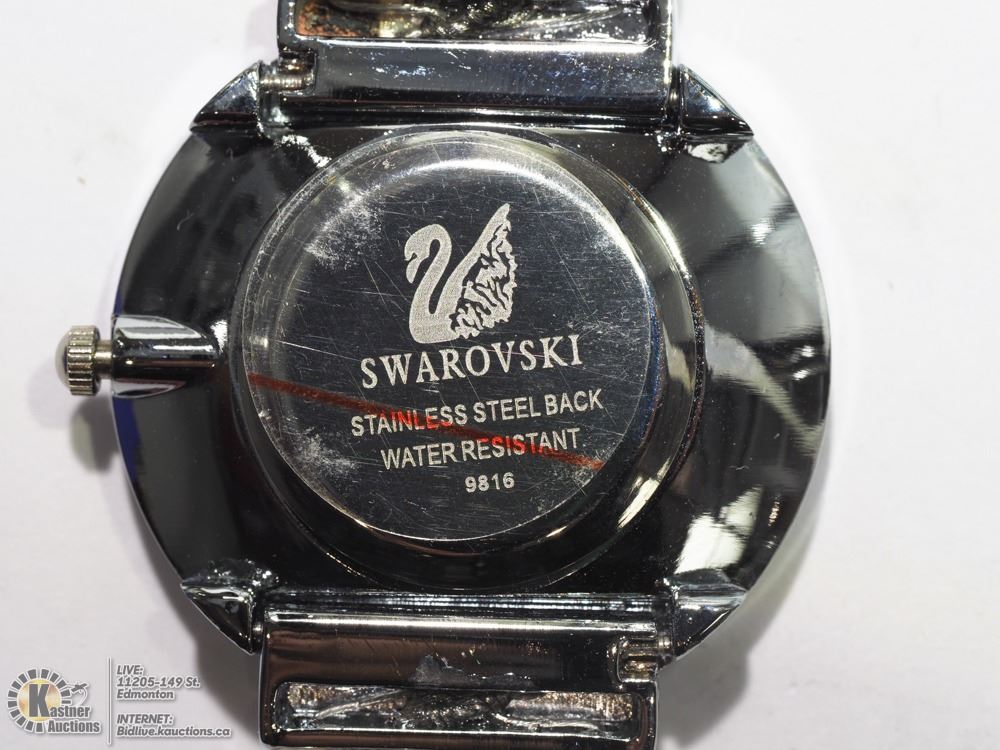 SWAROVSKI
STAINLESS STEEL BACK
WATER RESISTANT
9816
Kastner
Auctions
LIVE:
11205-149 St.
Edmonton
INTERNET:
Bidlive.kauctions.ca